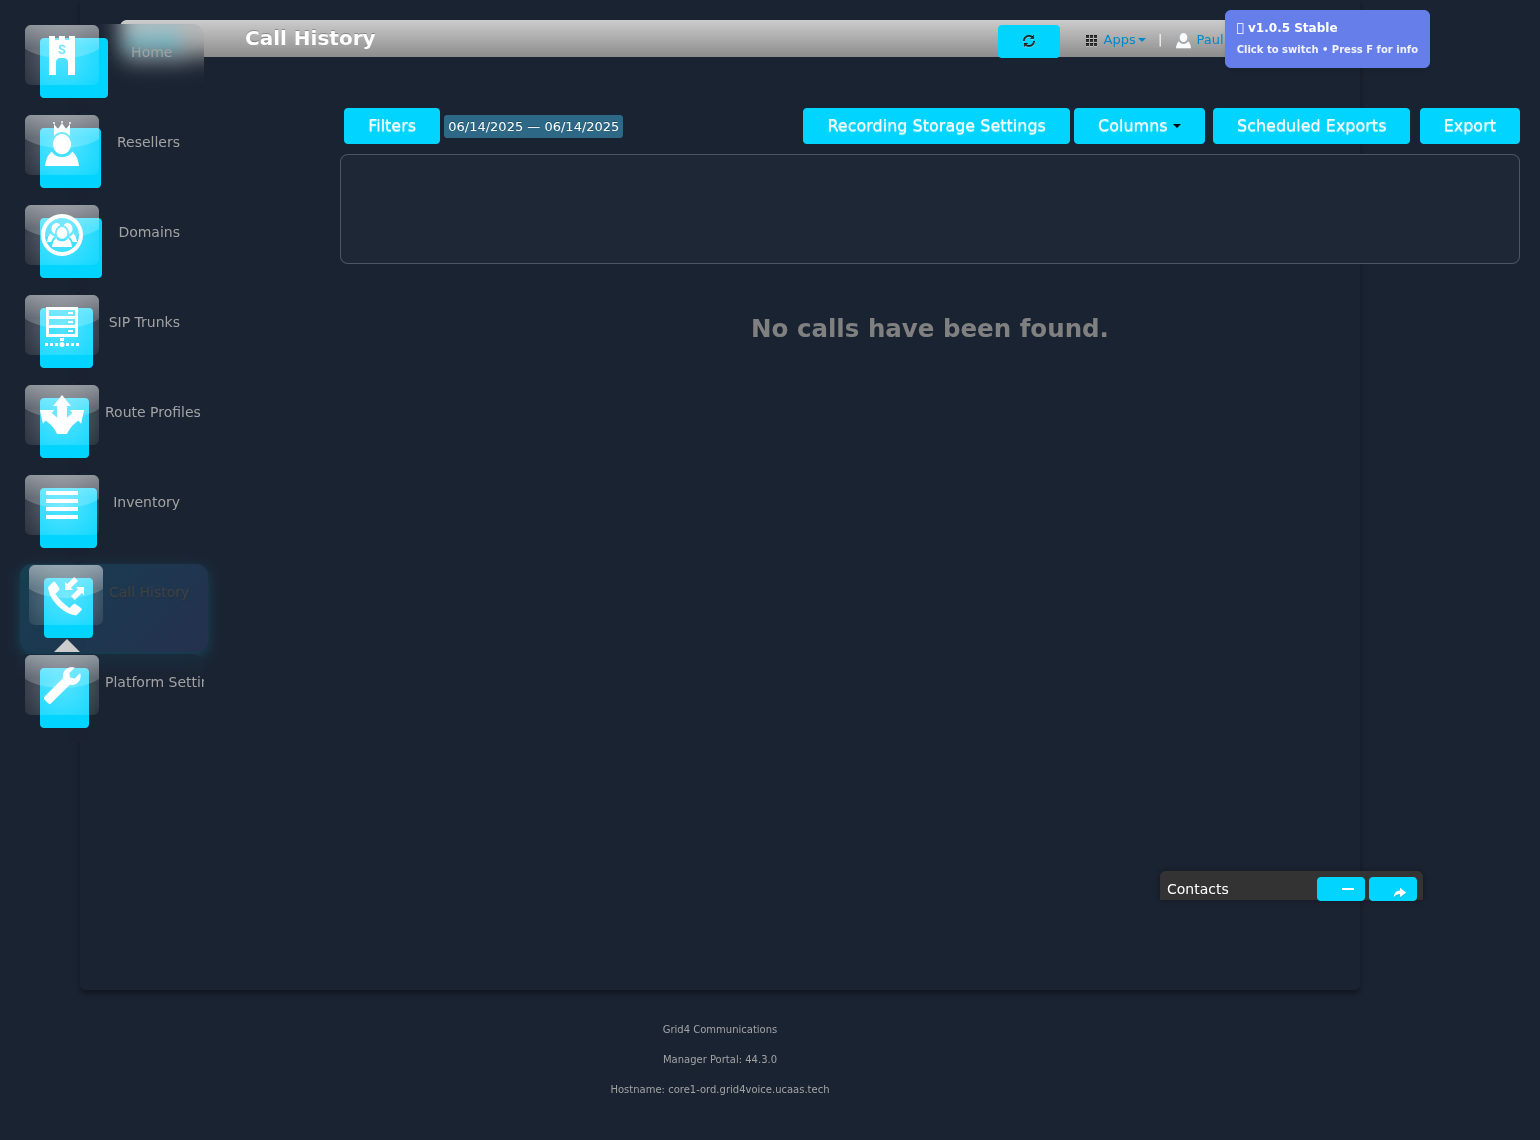 Home
S
Call History
Apps
|
Paul
v1.0.5 Stable
Click to switch • Press F for info
Resellers
Filters
06/14/2025 — 06/14/2025
Recording Storage Settings
Columns
Scheduled Exports
Export
Domains
SIP Trunks
No calls have been found.
Route Profiles
Inventory
Call History
Platform Settin
Contacts
Grid4 Communications
Manager Portal: 44.3.0
Hostname: core1-ord.grid4voice.ucaas.tech